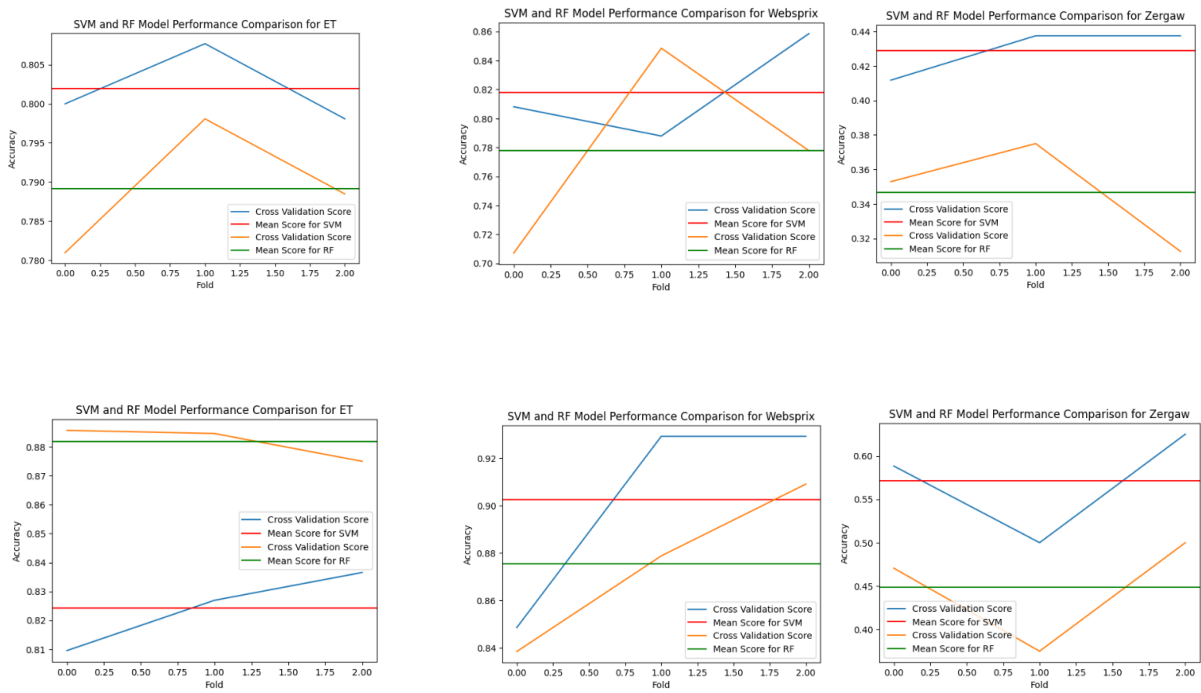 SVM and RF Model Performance Comparison for ET
0.805
0.800
0.795
0.790
0.785
0.780
Accuracy
Cross Validation Score
Mean Score for SVM
Cross Validation Score
Mean Score for RF
0.00 0.25 0.50 0.75 1.00 1.25 1.50 1.75 2.00
Fold
SVM and RF Model Performance Comparison for Websprix
0.86
0.84
0.82
0.80
0.78
0.76
0.74
0.72
0.70
Accuracy
Cross Validation Score
Mean Score for SVM
Cross Validation Score
Mean Score for RF
0.00 0.25 0.50 0.75 1.00 1.25 1.50 1.75 2.00
Fold
SVM and RF Model Performance Comparison for Zergaw
0.44
0.42
0.40
0.38
0.36
0.34
0.32
Accuracy
Cross Validation Score
Mean Score for SVM
Cross Validation Score
Mean Score for RF
0.00 0.25 0.50 0.75 1.00 1.25 1.50 1.75 2.00
Fold
SVM and RF Model Performance Comparison for ET
0.88
0.87
0.86
0.85
0.84
0.83
0.82
0.81
Accuracy
Cross Validation Score
Mean Score for SVM
Cross Validation Score
Mean Score for RF
0.00 0.25 0.50 0.75 1.00 1.25 1.50 1.75 2.00
Fold
SVM and RF Model Performance Comparison for Websprix
0.92
0.90
0.88
0.86
0.84
Accuracy
Cross Validation Score
Mean Score for SVM
Cross Validation Score
Mean Score for RF
0.00 0.25 0.50 0.75 1.00 1.25 1.50 1.75 2.00
Fold
SVM and RF Model Performance Comparison for Zergaw
0.60
0.55
0.50
0.45
0.40
Accuracy
Cross Validation Score
Mean Score for SVM
Cross Validation Score
Mean Score for RF
0.00 0.25 0.50 0.75 1.00 1.25 1.50 1.75 2.00
Fold